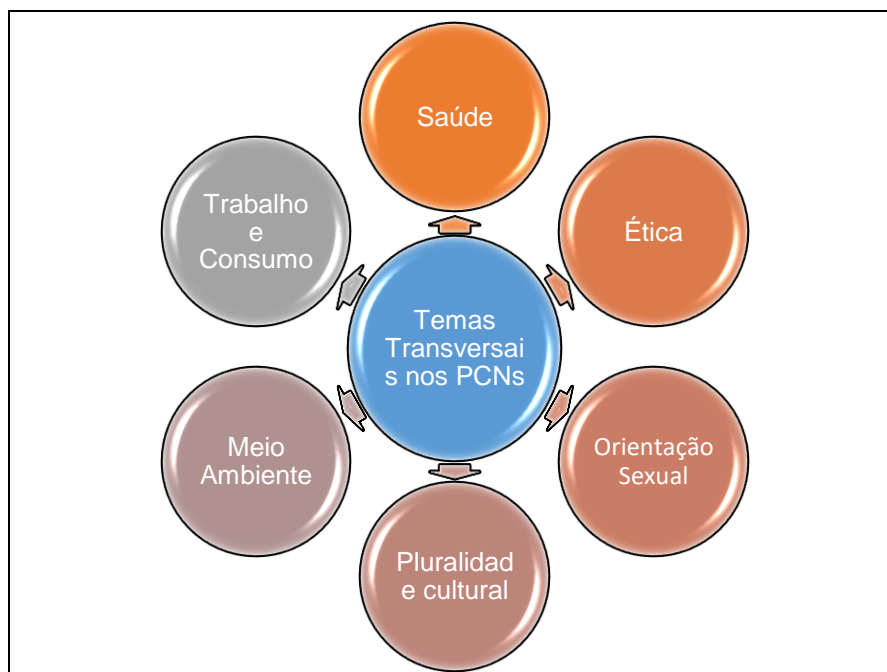 Saúde
Trabalho
e
Consumo
Ética
Temas
Transversai
s nos PCNs
Meio
Ambiente
Orientação
Sexual
Pluralidad
e cultural